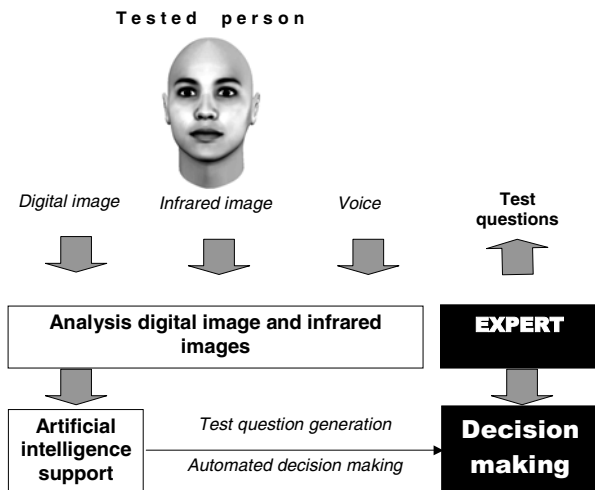 Tested person
Digital image
Infrared image
Voice
Test
questions
Analysis digital image and infrared
images
EXPERT
Artificial
intelligence
support
Test question generation
Automated decision making
Decision
making